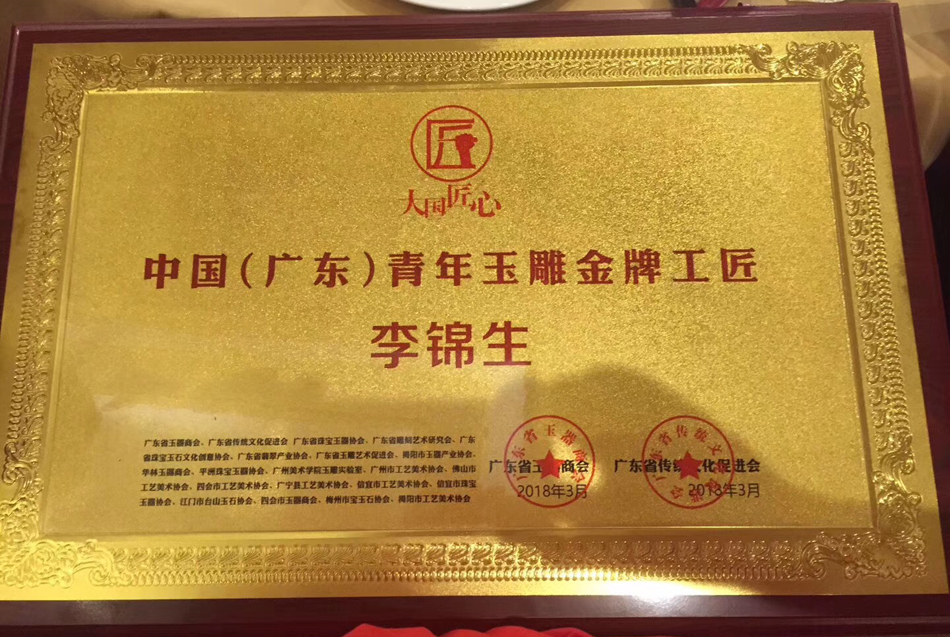 匠
大国匠心
中国(广东)青年玉雕金牌工匠
李锦生
广东省玉器商会、广东省传统文化促进会 广东省珠宝玉器协会、广东省雕刻艺术研究会、广东
省珠宝玉石文化创意协会、广东省翡翠产业协会、广东省玉雕艺术促进会、揭阳市玉器产业协会、
华林玉器商会、平洲珠宝玉器协会、广州美术学院玉雕实验室、广州市工艺美术协会、佛山市
工艺美术协会、四会市工艺美术协会、广宁县工艺美术协会、信宜市工艺美术协会、信宜市珠宝
玉器协会、江门市台山玉石协会、四会市玉器商会、梅州市宝玉石协会、揭阳市工艺美术协会
广东省玉器商会
2018年3月
广东省传统文化促进会
2018年3月